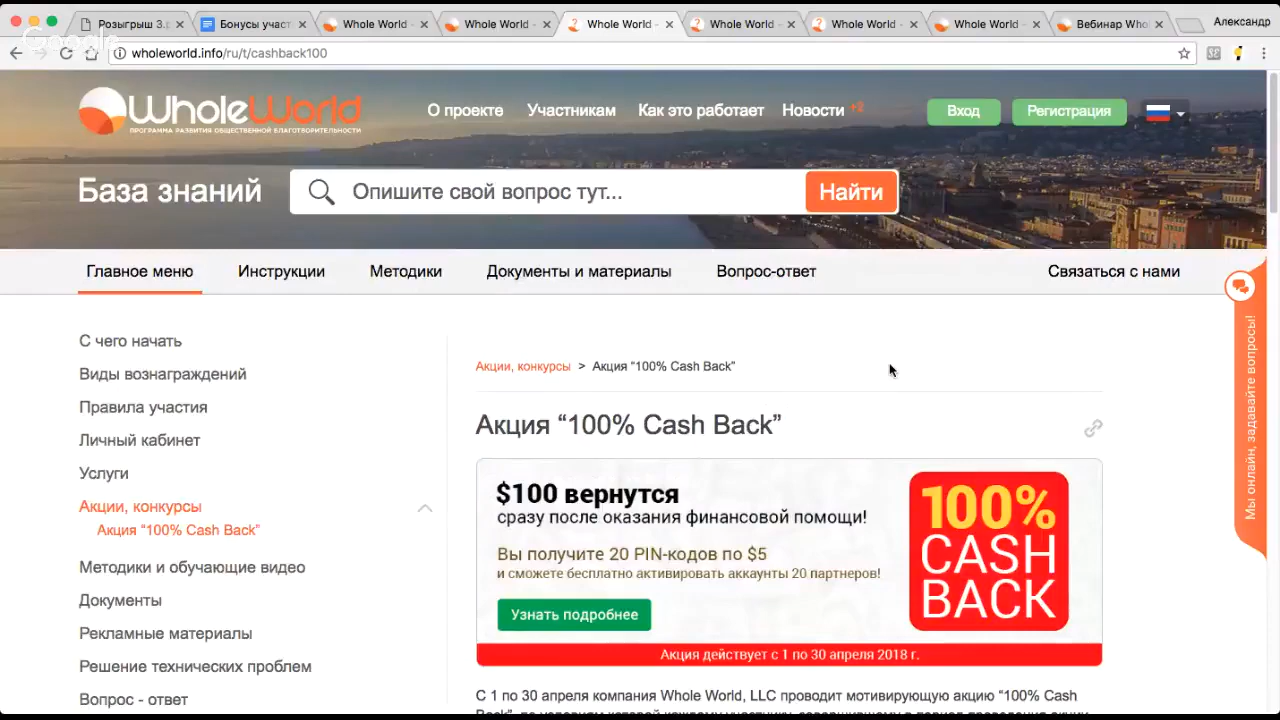 Розыгрыш 3.
Бонусы участ
Whole World -
Whole World -
Whole World -
Whole World -
Whole World -
Whole World -
Вебинар Who
Александр
Google
wholeworld.info/ru/t/cashback100
WholeWorld
ПРОГРАММА РАЗВИТИЯ ОБЩЕСТВЕННОЙ БЛАГОТВОРИТЕЛЬНОСТИ
О проекте
Участникам
Как это работает
Новости +2
Вход
Регистрация
База знаний
Опишите свой вопрос тут...
Найти
Главное меню
Инструкции
Методики
Документы и материалы
Вопрос-ответ
Связаться с нами
Мы онлайн, задавайте вопросы!
С чего начать
Виды вознаграждений
Правила участия
Личный кабинет
Услуги
Акции, конкурсы
Акция “100% Cash Back”
Методики и обучающие видео
Документы
Рекламные материалы
Решение технических проблем
Вопрос - ответ
Акции, конкурсы > Акция “100% Cash Back”
Акция “100% Cash Back”
$100 вернутся
сразу после оказания финансовой помощи!
Вы получите 20 PIN-кодов по $5
и сможете бесплатно активировать аккаунты 20 партнеров!
Узнать подробнее
100%
CASH
BACK
Акция действует с 1 по 30 апреля 2018 г.
С 1 по 30 апреля компания Whole World, LLC проводит мотивирующую акцию “100% Cash